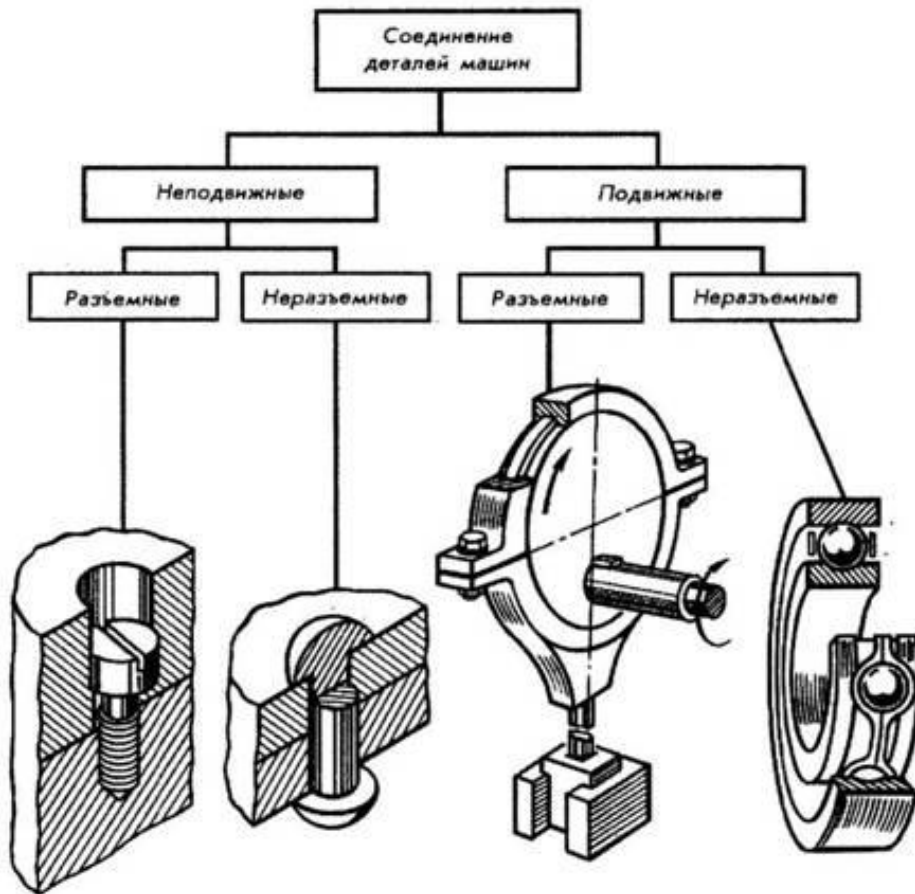 Соединение
деталей машин
Неподвижные
Подвижные
Разъемные
Неразъемные
Разъемные
Неразъемные